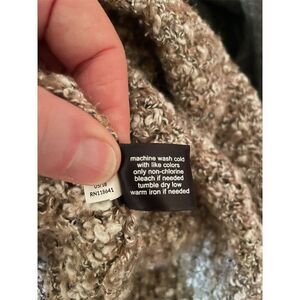 machine wash cold
with like colors
only non-chlorine
bleach if needed
tumble dry low
warm iron if needed
RN118641